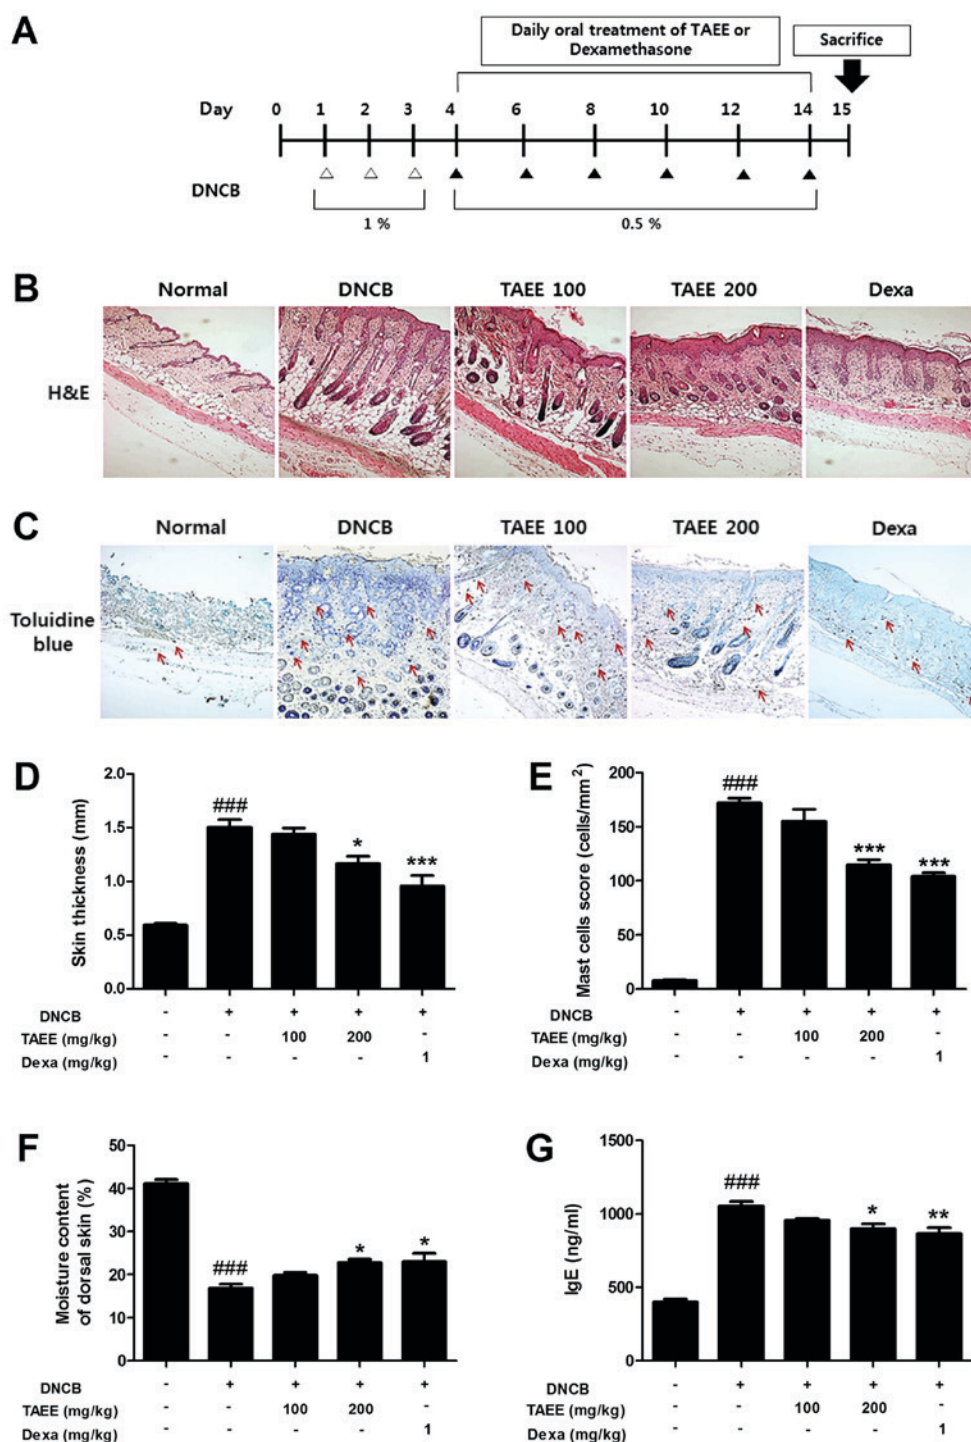 A
Daily oral treatment of TAEE or
Dexamethasone
Sacrifice
Day
0 1 2 3 4 6 8 10 12 14 15
DNCB
1 %
0.5 %
B
Normal DNCB TAEE 100 TAEE 200 Dexa
H&E
C
Normal DNCB TAEE 100 TAEE 200 Dexa
Toluidine
blue
D
Skin thickness (mm)
2.0
1.5
1.0
0.5
0.0
###
*
***
DNCB - + + + +
TAEE (mg/kg) - - 100 200 -
Dexa (mg/kg) - - - - 1
E
Mast cells score (cells/mm²)
200
150
100
50
0
###
***
***
DNCB - + + + +
TAEE (mg/kg) - - 100 200 -
Dexa (mg/kg) - - - - 1
F
Moisture content
of dorsal skin (%)
50
40
30
20
10
0
###
*
*
DNCB - + + + +
TAEE (mg/kg) - - 100 200 -
Dexa (mg/kg) - - - - 1
G
IgE (ng/ml)
1500
1000
500
0
###
*
**
DNCB - + + + +
TAEE (mg/kg) - - 100 200 -
Dexa (mg/kg) - - - - 1